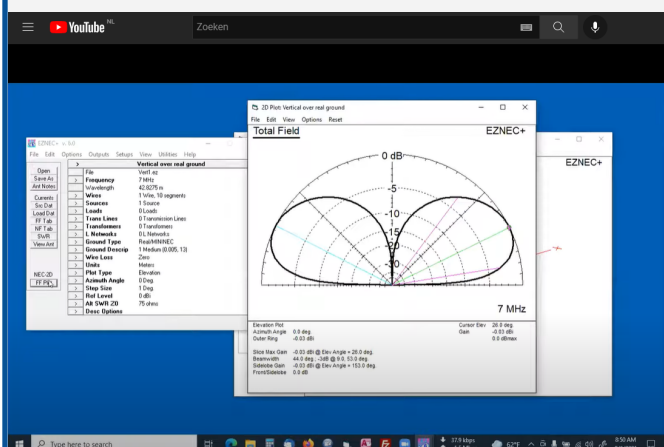 YouTube NL
Zoeken
EZNEC+ v. 6.0
File Edit Options Outputs Setups View Utilities Help
Open
Save As
Ant Notes
Currents
Src Dat
Load Dat
FF Tab
NF Tab
SWR
View Ant
NEC-2D
FF Plot
Vertical over real ground
File Vert1.ez
Frequency 7 MHz
Wavelength 42.8275 m
Wires 1 Wire, 10 segments
Sources 1 Source
Loads 0 Loads
Trans Lines 0 Transmission Lines
Transformers 0 Transformers
L Networks 0 L Networks
Ground Type Real/MININEC
Ground Descrip 1 Medium (0.005, 13)
Wire Loss Zero
Units Meters
Plot Type Elevation
Azimuth Angle 0 Deg.
Step Size 1 Deg.
Ref Level 0 dBi
Alt SWR Z0 75 ohms
Desc Options
2D Plot: Vertical over real ground
File Edit View Options Reset
Total Field
EZNEC+
0 dB
-5
-10
-15
-20
-30
7 MHz
Elevation Plot
Azimuth Angle 0.0 deg.
Outer Ring -0.03 dBi
Cursor Elev 26.0 deg.
Gain -0.03 dBi
0.0 dBmax
Slice Max Gain -0.03 dBi @ Elev Angle = 26.0 deg.
Beamwidth 44.0 deg.; -3dB @ 9.0, 53.0 deg.
Sidelobe Gain -0.03 dBi @ Elev Angle = 153.0 deg.
Front/Sidelobe 0.0 dB
EZNEC+
Type here to search
37.9 kbps
62°F
8:50 AM